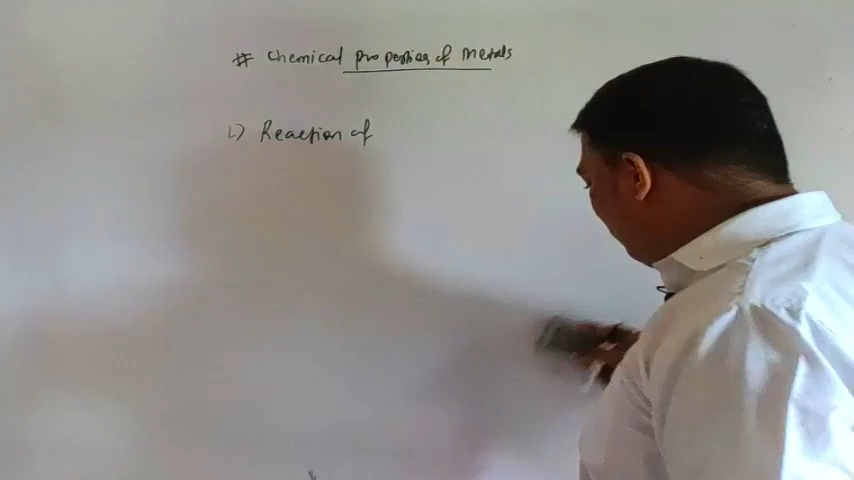 # Chemical properties of Metals
1.) Reaction of